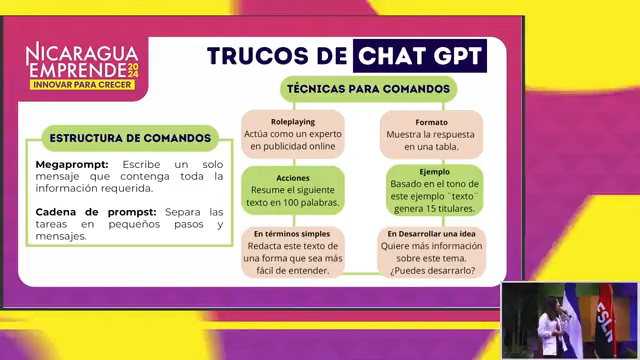 NICARAGUA
EMPRENDE 2024
INNOVAR PARA CRECER
TRUCOS DE CHAT GPT
ESTRUCTURA DE COMANDOS
Megaprompt: Escribe un solo
mensaje que contenga toda la
información requerida.
Cadena de prompst: Separa las
tareas en pequeños pasos y
mensajes.
TÉCNICAS PARA COMANDOS
Roleplaying
Actúa como un experto
en publicidad online
Formato
Muestra la respuesta
en una tabla.
Acciones
Resume el siguiente
texto en 100 palabras.
Ejemplo
Basado en el tono de
este ejemplo ¨texto¨
genera 15 titulares.
En términos simples
Redacta este texto de
una forma que sea más
fácil de entender.
En Desarrollar una idea
Quiere más información
sobre este tema.
¿Puedes desarrarlo?
FSLN